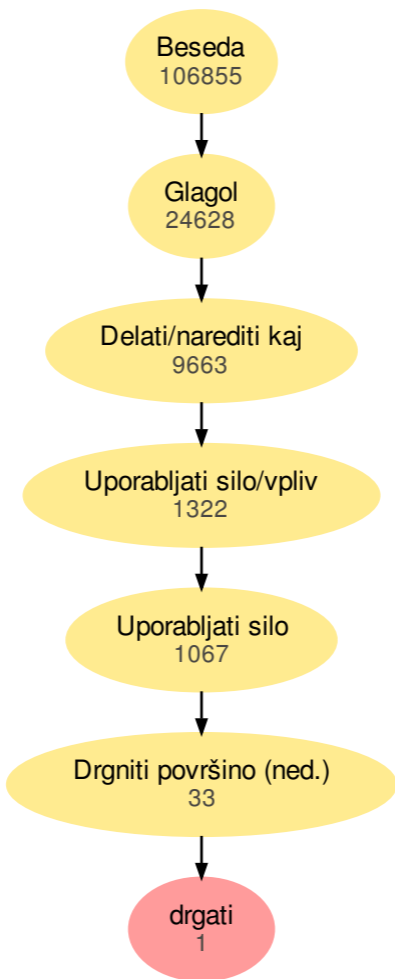 Beseda
106855
Glagol
24628
Delati/narediti kaj
9663
Uporabljati silo/vpliv
1322
Uporabljati silo
1067
Drgniti površino (ned.)
33
drgati
1